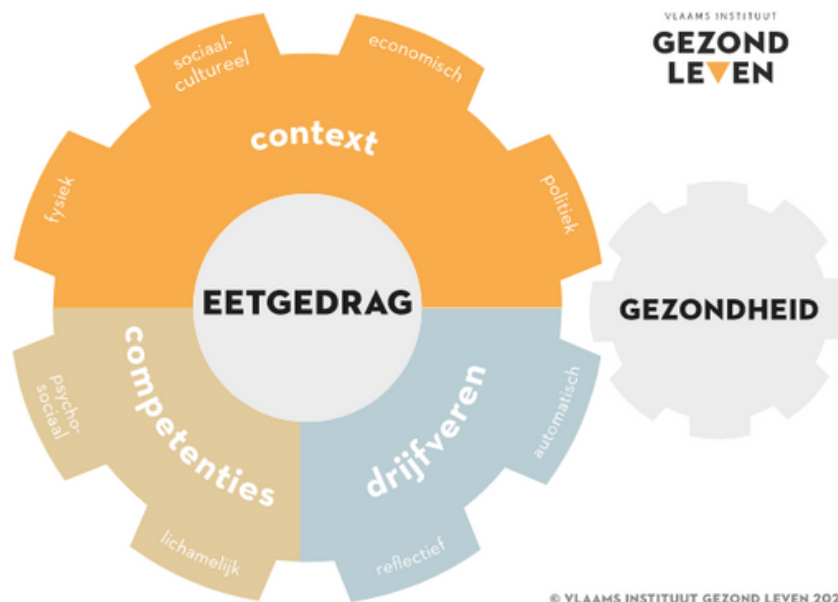 VLAAMS INSTITUUT
GEZOND
LEVEN
sociaal-
cultureel
economisch
context
fysiek
politiek
EETGEDRAG
GEZONDHEID
competenties
drijfveren
psycho-
sociaal
automatisch
lichamelijk
reflectief
© VLAAMS INSTITUUT GEZOND LEVEN